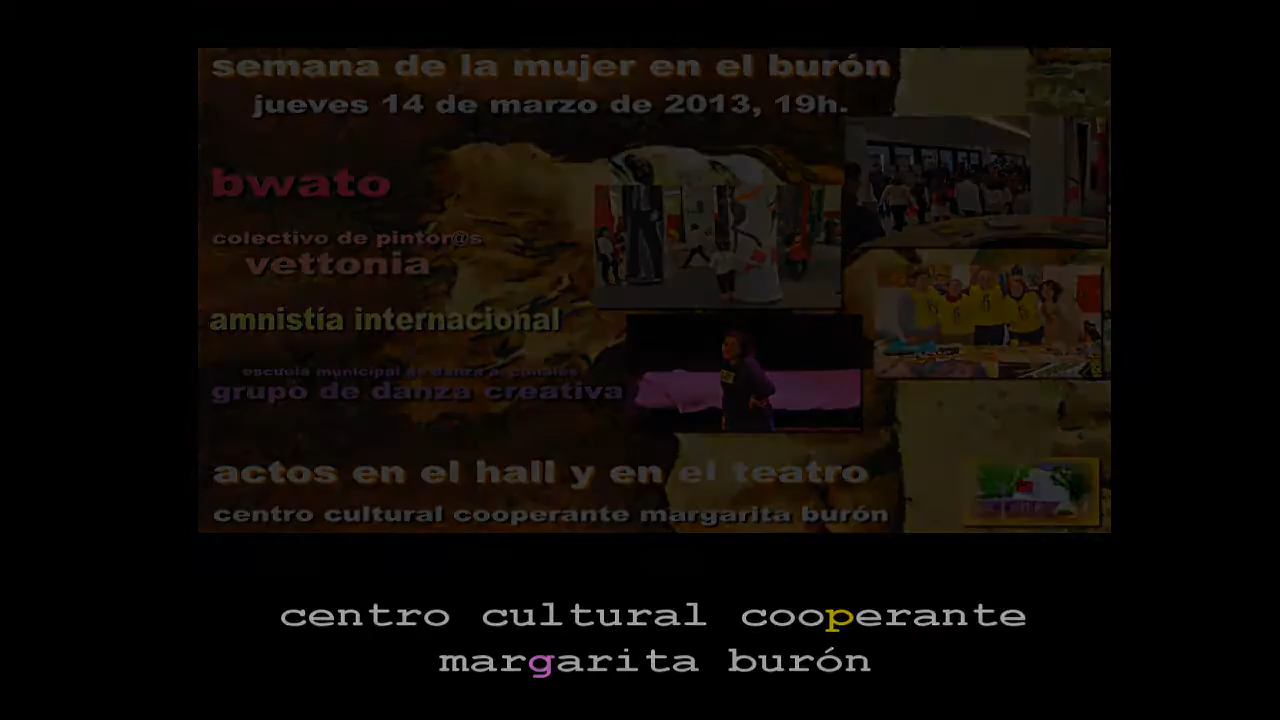 semana de la mujer en el burón
jueves 14 de marzo de 2013, 19h.
bwato
colectivo de pintor@s
vettonia
amnistía internacional
escuela municipal de danza a. canales
grupo de danza creativa
actos en el hall y en el teatro
centro cultural cooperante margarita burón
centro cultural cooperante
margarita burón